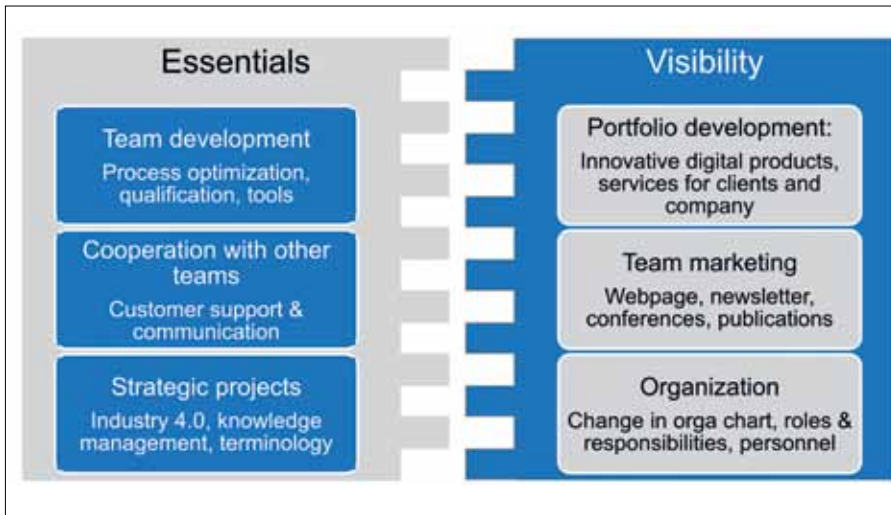 Essentials
Team development
Process optimization,
qualification, tools
Cooperation with other
teams
Customer support &
communication
Strategic projects
Industry 4.0, knowledge
management, terminology
Visibility
Portfolio development:
Innovative digital products,
services for clients and
company
Team marketing
Webpage, newsletter,
conferences, publications
Organization
Change in orga chart, roles &
responsibilities, personnel